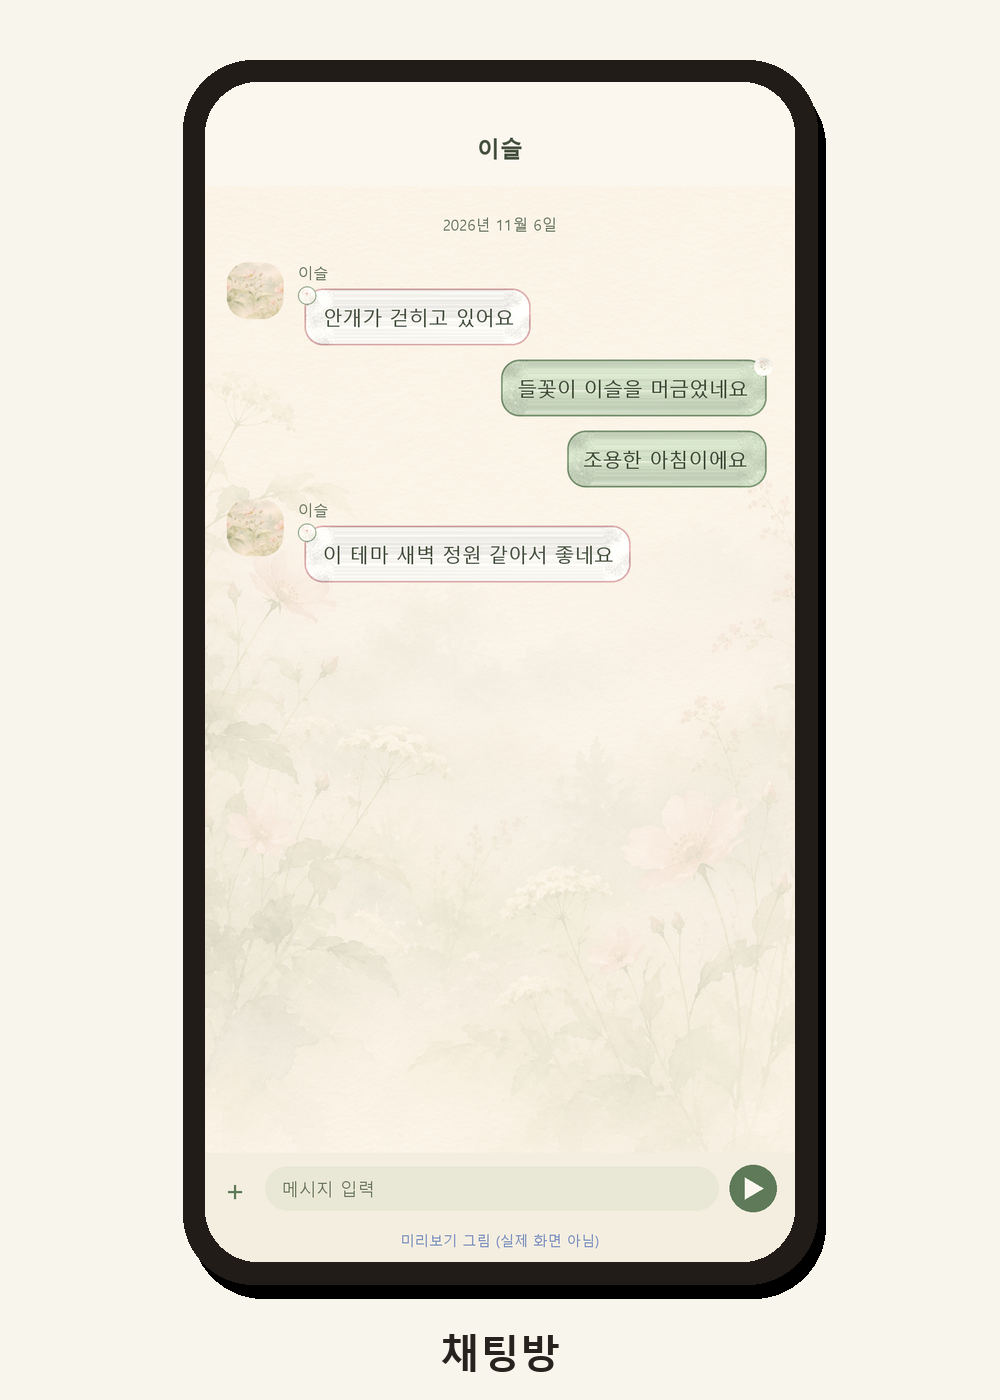 이슬
2026년 11월 6일
이슬
안개가 걷히고 있어요
들꽃이 이슬을 머금었네요
조용한 아침이에요
이슬
이 테마 새벽 정원 같아서 좋네요
+ 메시지 입력
미리보기 그림 (실제 화면 아님)
채팅방